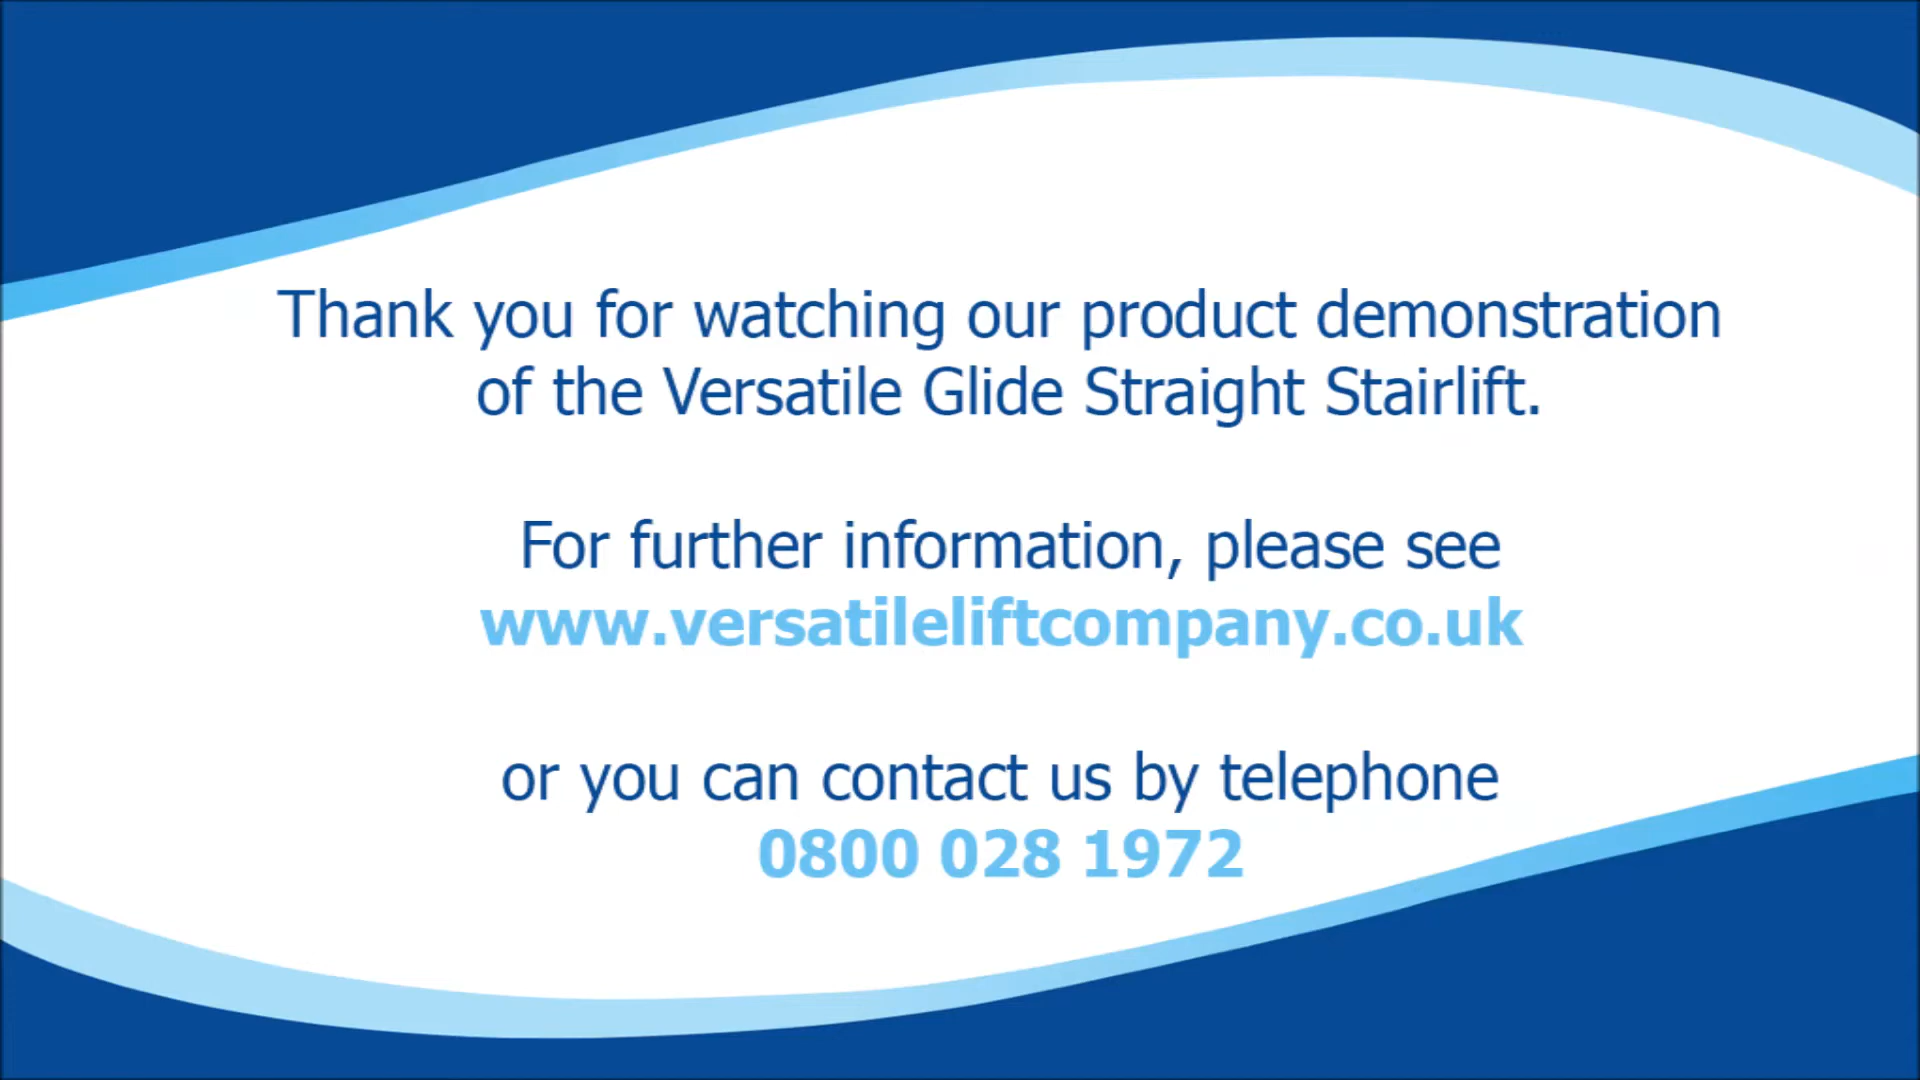 Thank you for watching our product demonstration
of the Versatile Glide Straight Stairlift.
For further information, please see
www.versatileliftcompany.co.uk
or you can contact us by telephone
0800 028 1972